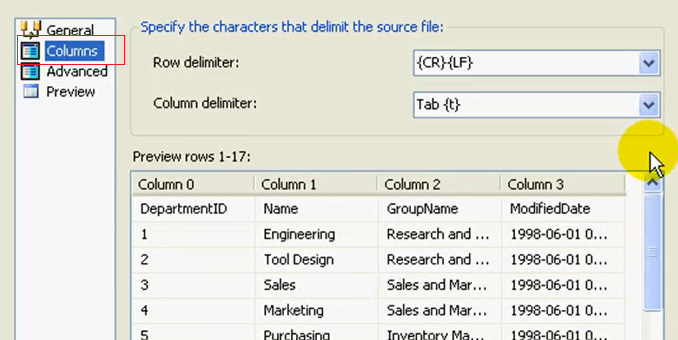 General
Columns
Advanced
Preview
Specify the characters that delimit the source file:
Row delimiter: {CR}{LF}
Column delimiter: Tab {t}
Preview rows 1-17:
Column 0 Column 1 Column 2 Column 3
DepartmentID Name GroupName ModifiedDate
1 Engineering Research and ... 1998-06-01 0...
2 Tool Design Research and ... 1998-06-01 0...
3 Sales Sales and Mar... 1998-06-01 0...
4 Marketing Sales and Mar... 1998-06-01 0...
5 Purchasing Inventory Ma... 1998-06-01 0...